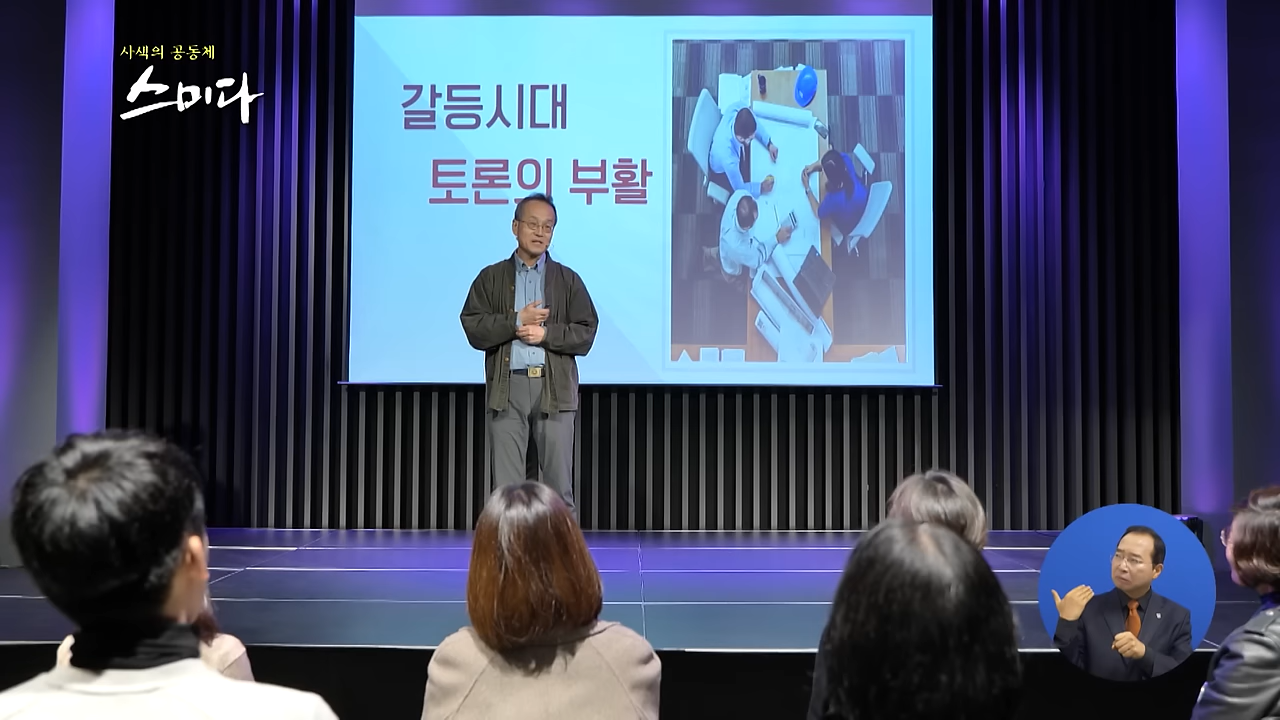 사색의 공동체
스미다
갈등시대
토론의 부활